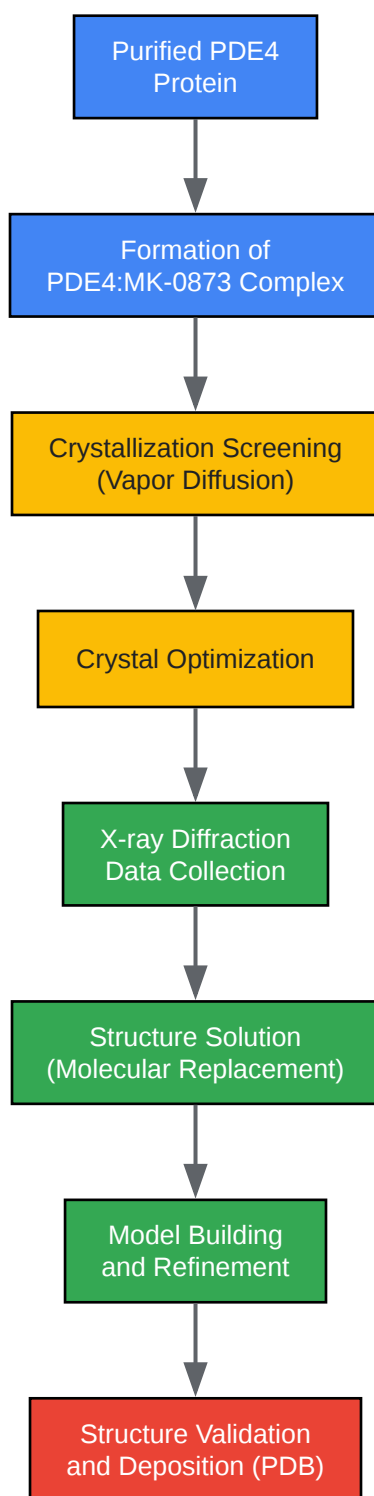 Purified PDE4
Protein
Formation of
PDE4:MK-0873 Complex
Crystallization Screening
(Vapor Diffusion)
Crystal Optimization
X-ray Diffraction
Data Collection
Structure Solution
(Molecular Replacement)
Model Building
and Refinement
Structure Validation
and Deposition (PDB)